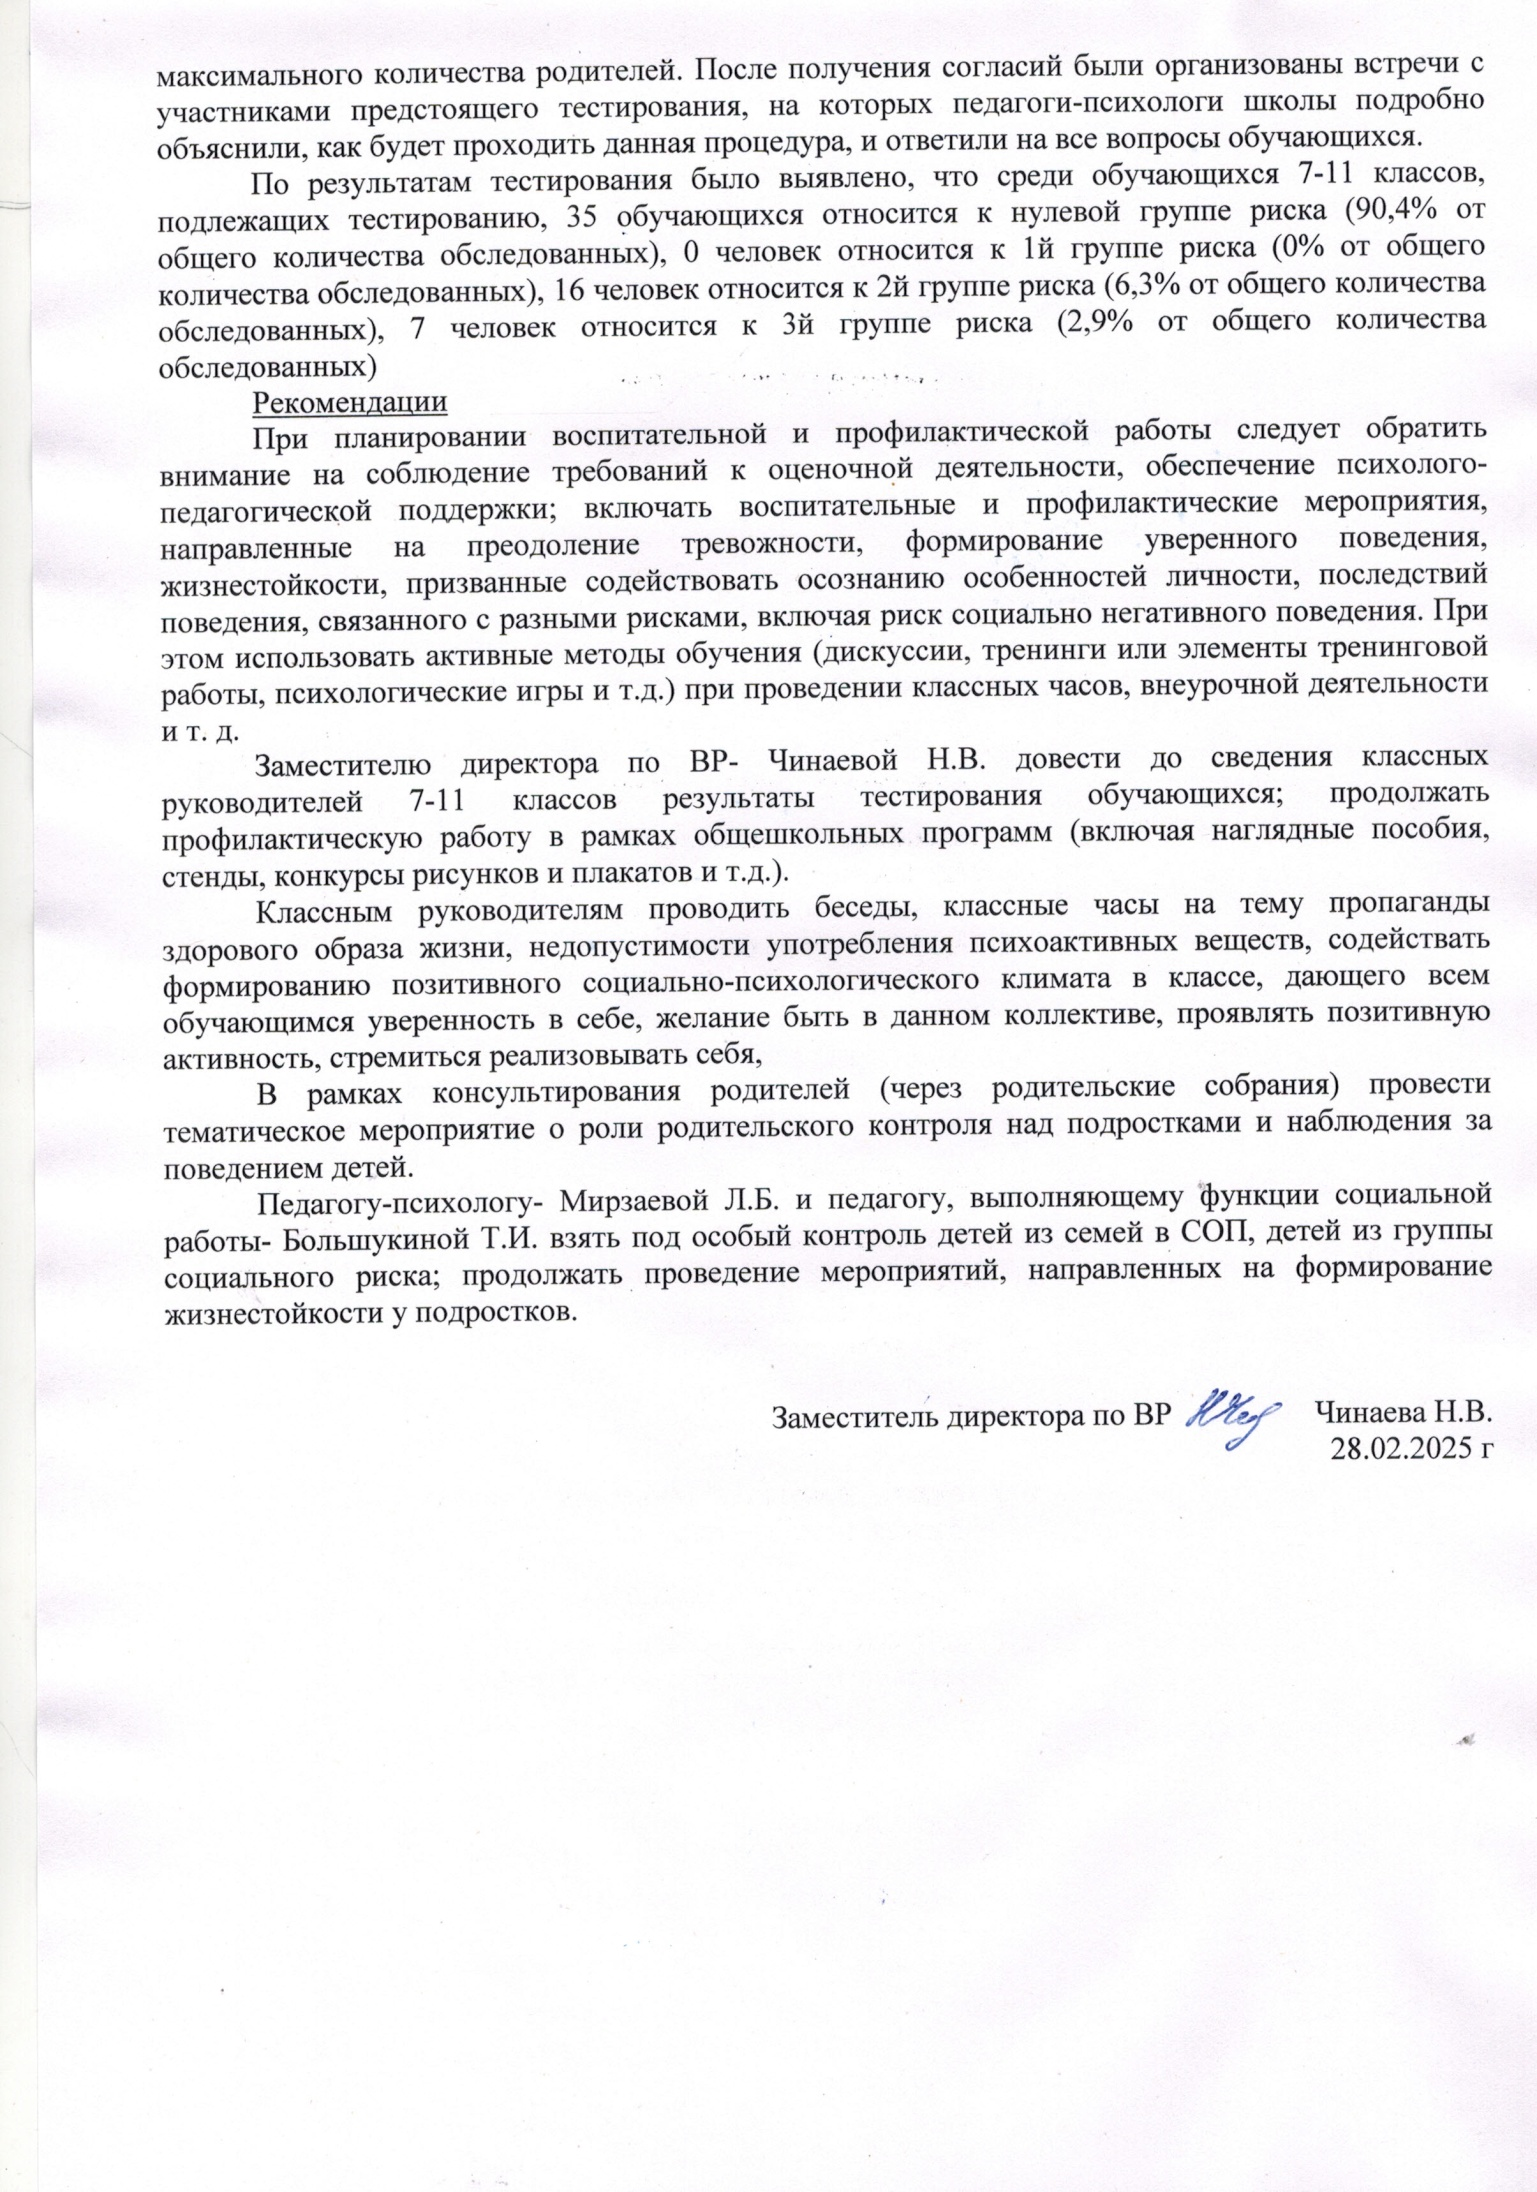 максимального количества родителей. После получения согласий были организованы встречи с
участниками предстоящего тестирования, на которых педагоги-психологи школы подробно
объяснили, как будет проходить данная процедура, и ответили на все вопросы обучающихся.
По результатам тестирования было выявлено, что среди обучающихся 7-11 классов,
подлежащих тестированию, 35 обучающихся относится к нулевой группе риска (90,4% от
общего количества обследованных), 0 человек относится к 1й группе риска (0% от общего
количества обследованных), 16 человек относится к 2й группе риска (6,3% от общего количества
обследованных), 7 человек относится к 3й группе риска (2,9% от общего количества
обследованных)
Рекомендации
При планировании воспитательной и профилактической работы следует обратить
внимание на соблюдение требований к оценочной деятельности, обеспечение психолого-
педагогической поддержки; включать воспитательные и профилактические мероприятия,
направленные на преодоление тревожности, формирование уверенного поведения,
жизнестойкости, призванные содействовать осознанию особенностей личности, последствий
поведения, связанного с разными рисками, включая риск социально негативного поведения. При
этом использовать активные методы обучения (дискуссии, тренинги или элементы тренинговой
работы, психологические игры и т.д.) при проведении классных часов, внеурочной деятельности
и т. д.
Заместителю директора по ВР- Чинаевой Н.В. довести до сведения классных
руководителей 7-11 классов результаты тестирования обучающихся; продолжать
профилактическую работу в рамках общешкольных программ (включая наглядные пособия,
стенды, конкурсы рисунков и плакатов и т.д.).
Классным руководителям проводить беседы, классные часы на тему пропаганды
здорового образа жизни, недопустимости употребления психоактивных веществ, содействовать
формированию позитивного социально-психологического климата в классе, дающего всем
обучающимся уверенность в себе, желание быть в данном коллективе, проявлять позитивную
активность, стремиться реализовывать себя,
В рамках консультирования родителей (через родительские собрания) провести
тематическое мероприятие о роли родительского контроля над подростками и наблюдения за
поведением детей.
Педагогу-психологу- Мирзаевой Л.Б. и педагогу, выполняющему функции социальной
работы- Большукиной Т.И. взять под особый контроль детей из семей в СОП, детей из группы
социального риска; продолжать проведение мероприятий, направленных на формирование
жизнестойкости у подростков.
Заместитель директора по ВР Чинаева Н.В.
28.02.2025 г